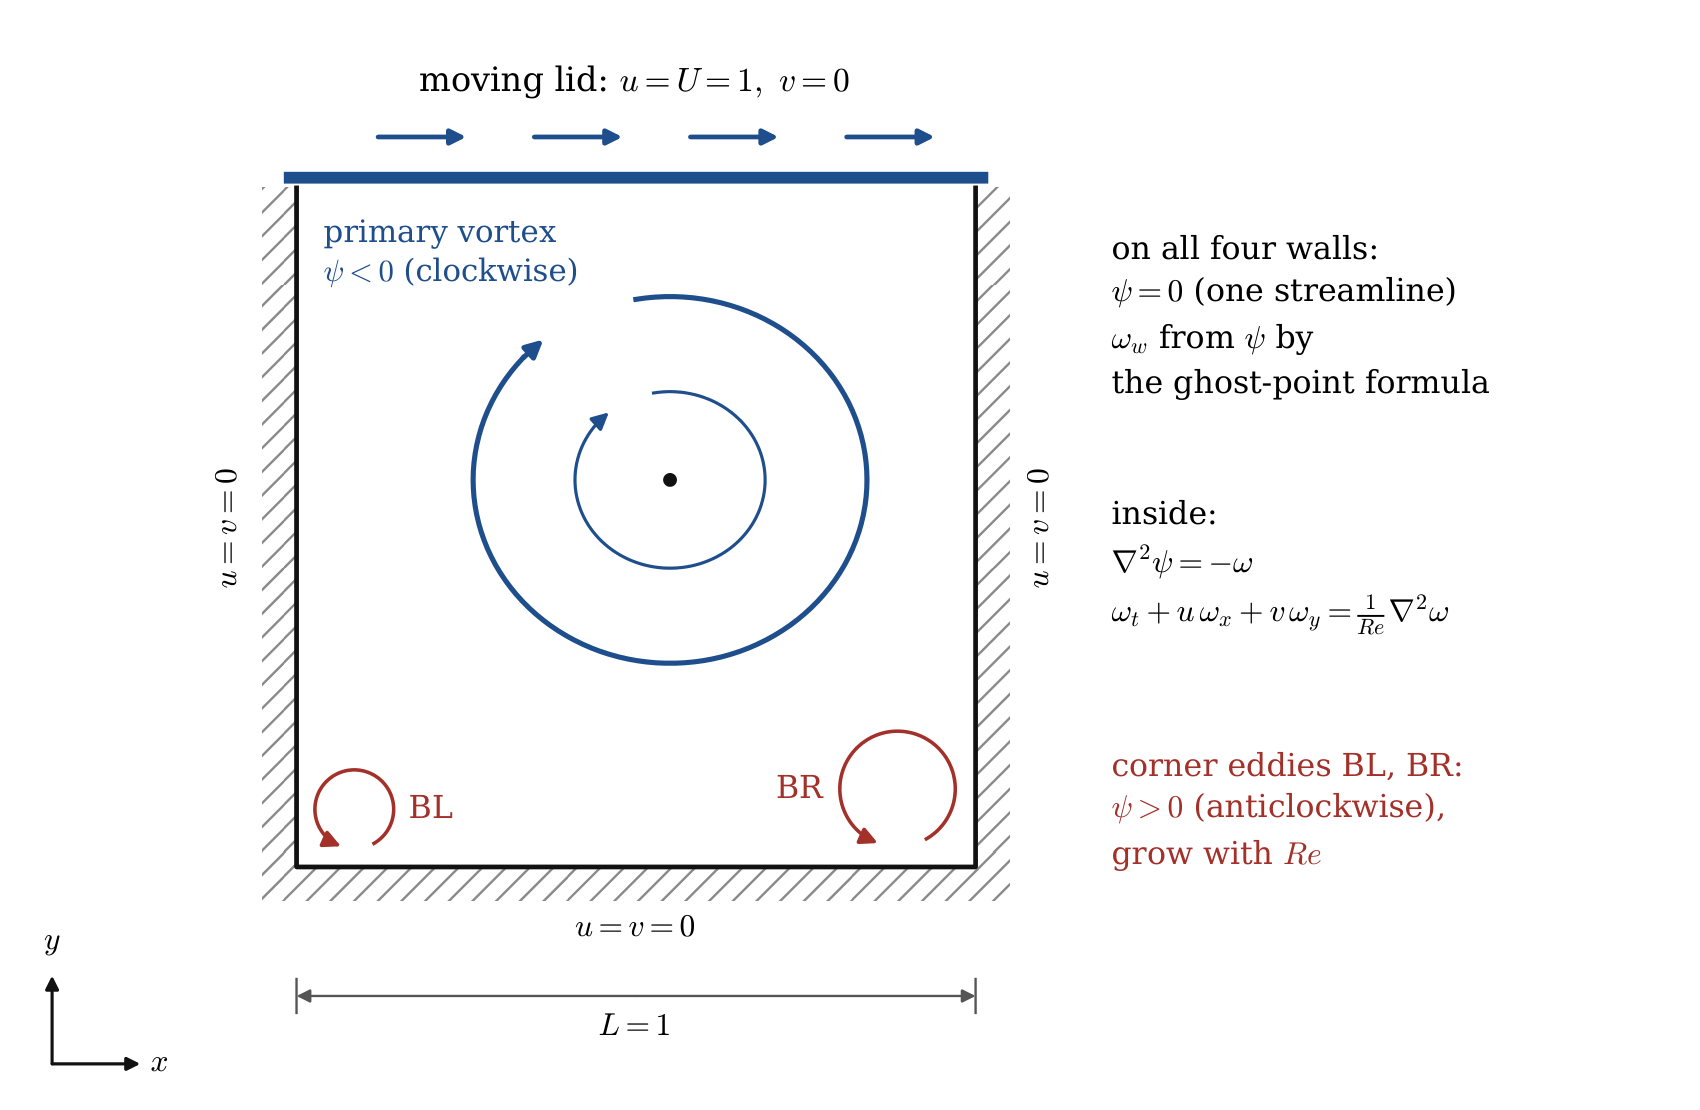 moving lid: u = U = 1, v = 0
primary vortex
ψ < 0 (clockwise)
u = v = 0
u = v = 0
BL
BR
u = v = 0
L = 1
y
x
on all four walls:
ψ = 0 (one streamline)
ω_w from ψ by
the ghost-point formula
inside:
∇²ψ = −ω
ω_t + u ω_x + v ω_y = \frac{1}{Re} ∇²ω
corner eddies BL, BR:
ψ > 0 (anticlockwise),
grow with Re